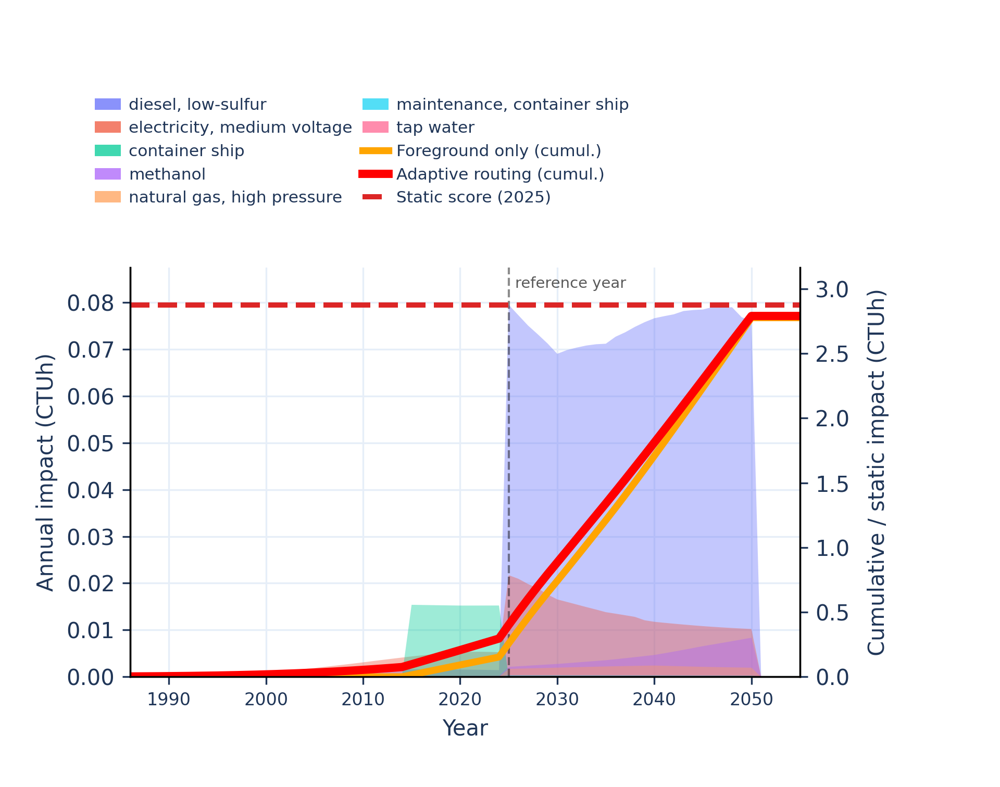 diesel, low-sulfur
electricity, medium voltage
container ship
methanol
natural gas, high pressure
maintenance, container ship
tap water
Foreground only (cumul.)
Adaptive routing (cumul.)
Static score (2025)
reference year
0.08
0.07
0.06
0.05
0.04
0.03
0.02
0.01
0.00
Annual impact (CTUh)
3.0
2.5
2.0
1.5
1.0
0.5
0.0
Cumulative / static impact (CTUh)
1990 2000 2010 2020 2030 2040 2050
Year